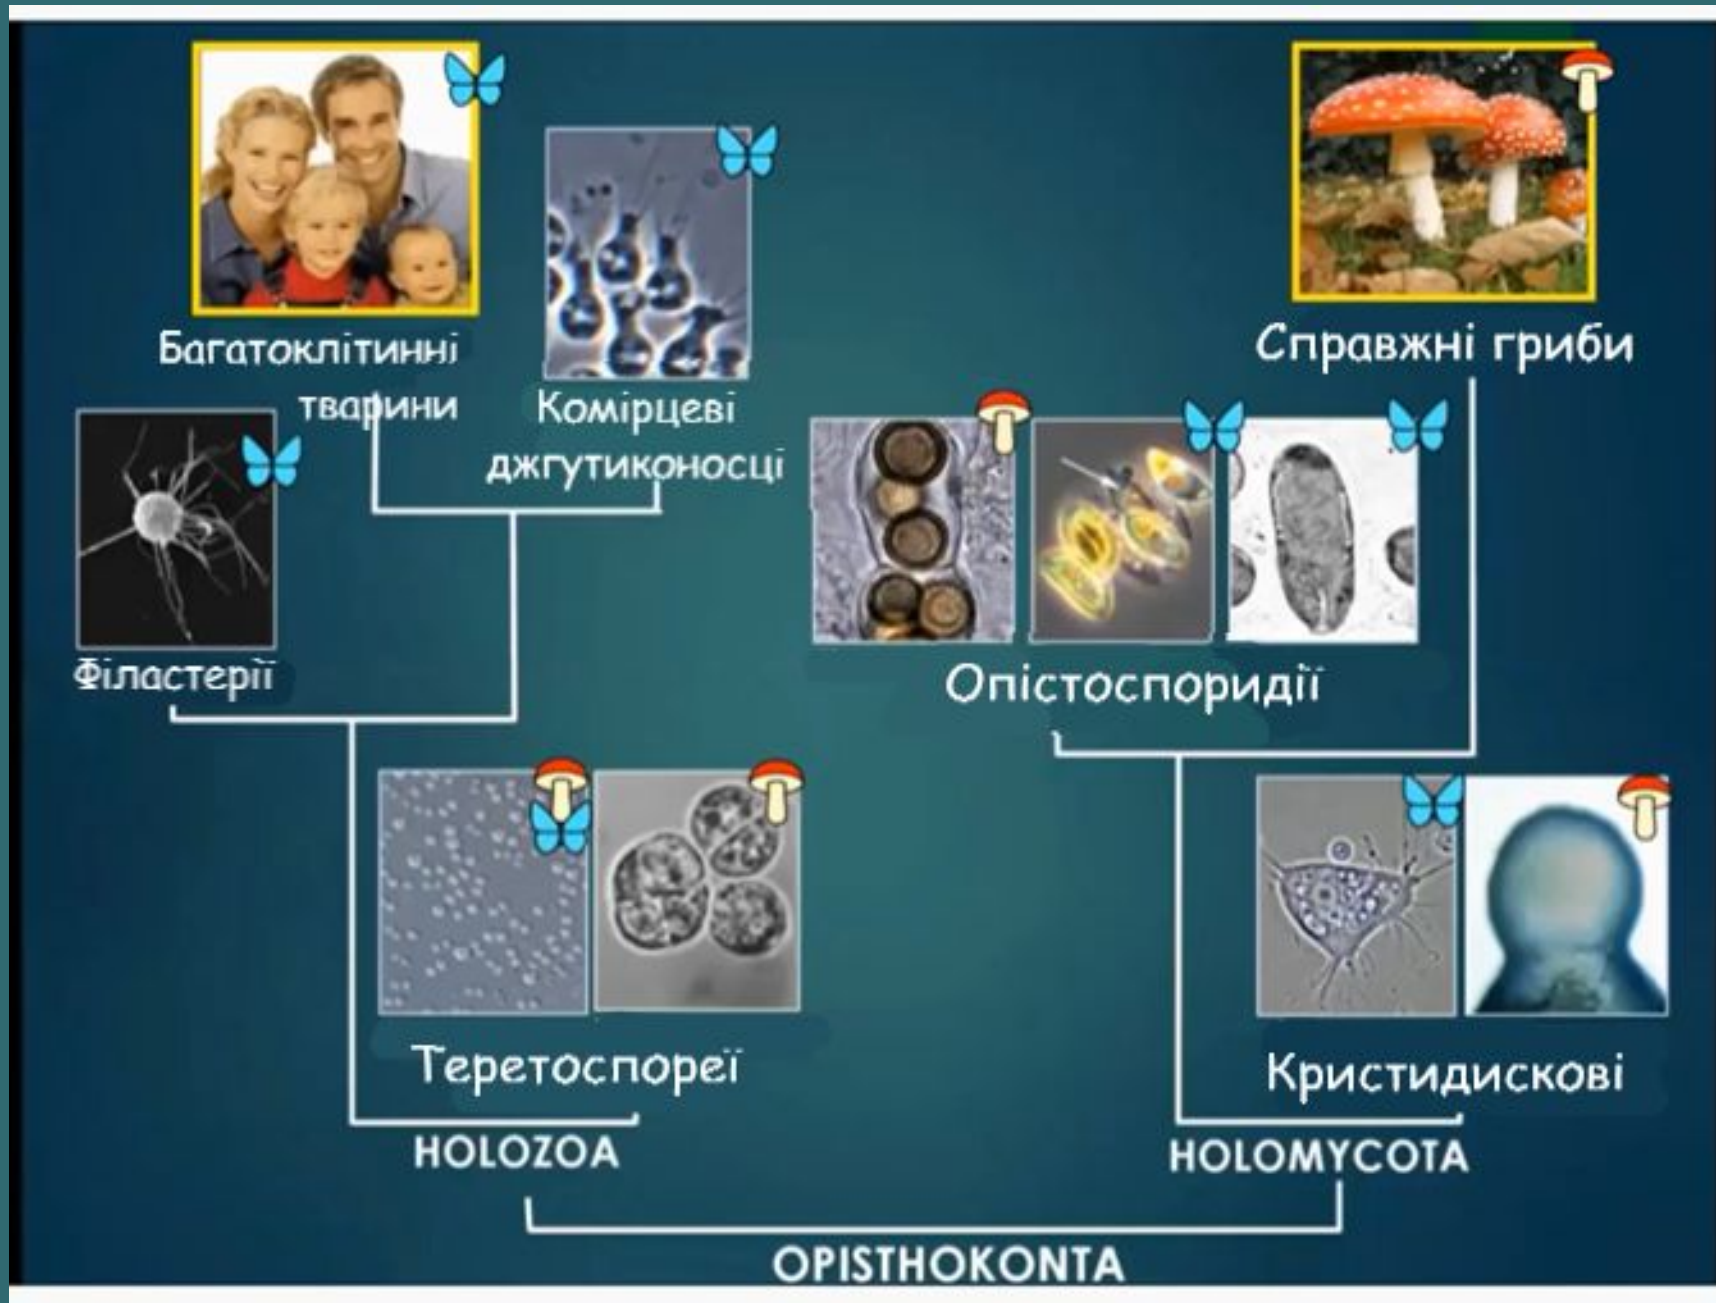 Багатоклітинні
тварини
Комірцеві
джгутиконосці
Справжні гриби
Філастерії
Опістоспоридії
Теретоспореї
Кристидискові
HOLOZOA
HOLOMYCOTA
OPISTHOKONTA